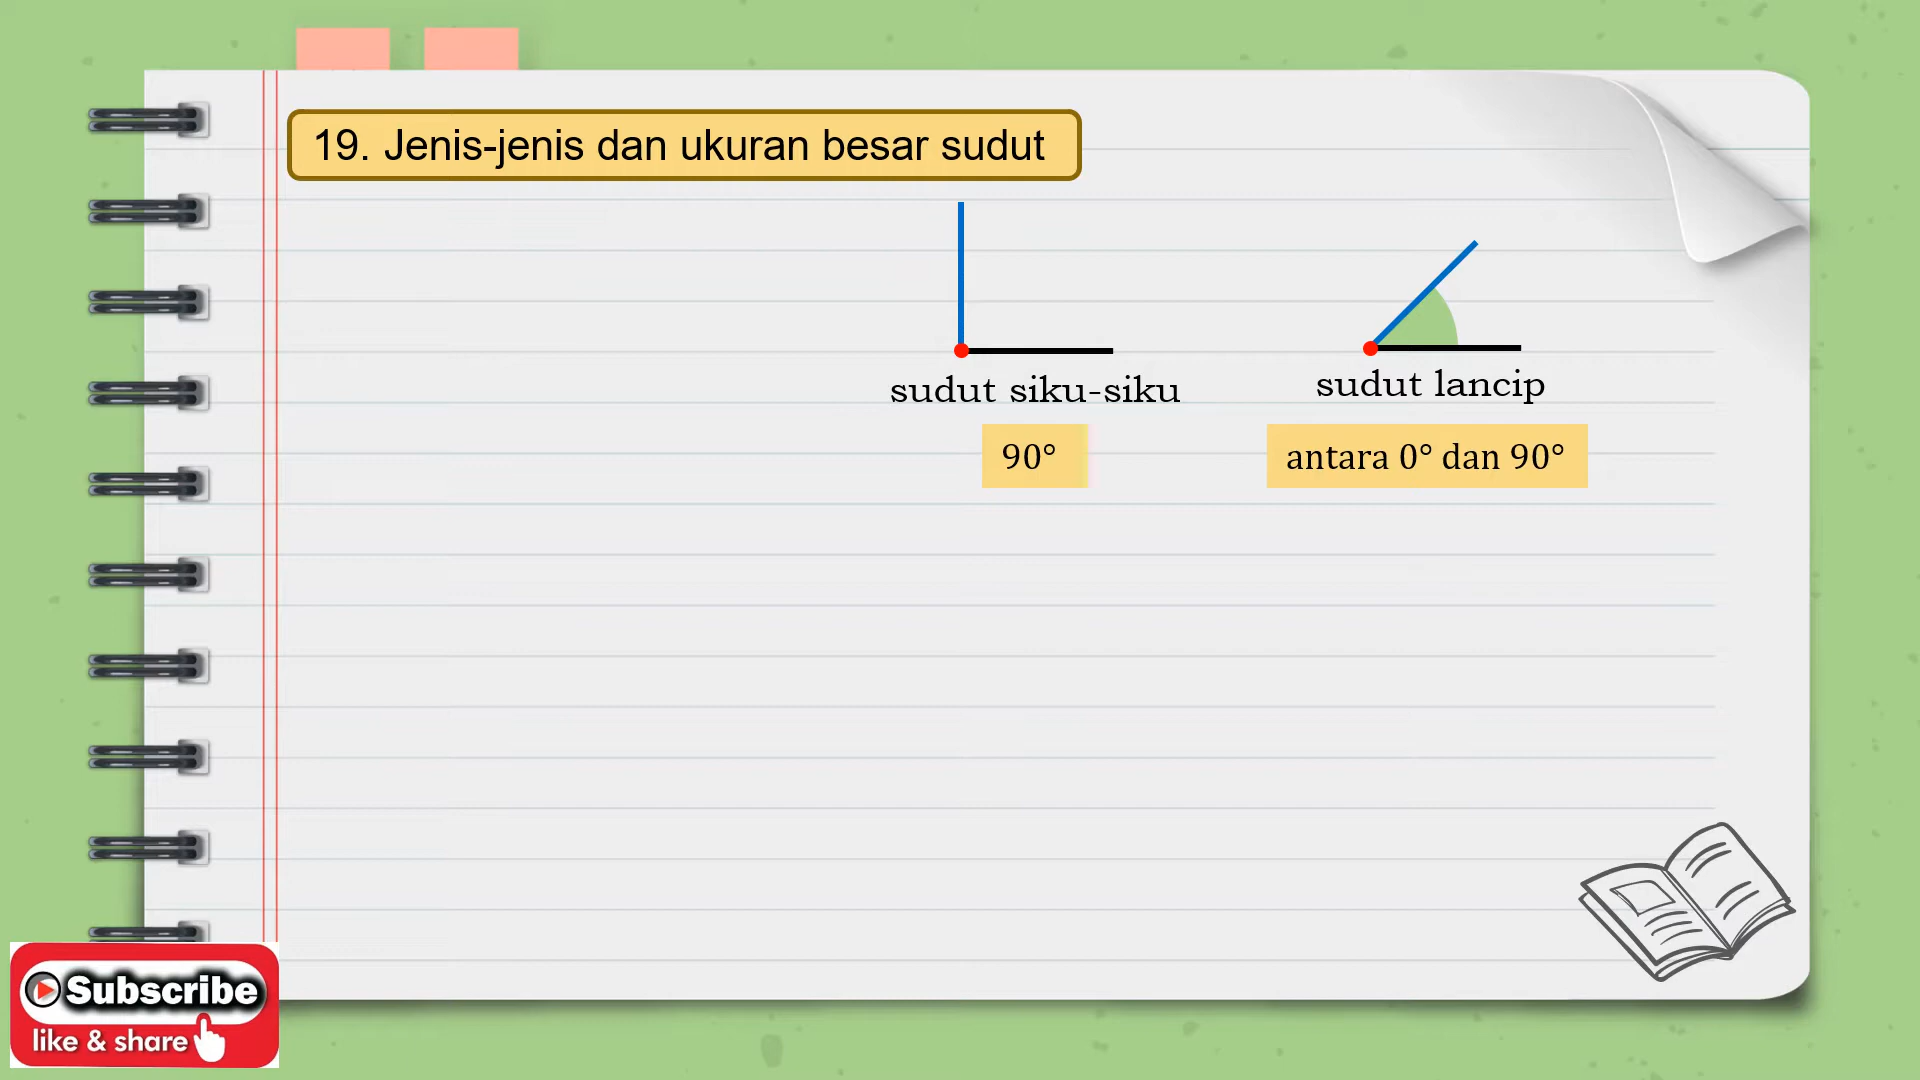 19. Jenis-jenis dan ukuran besar sudut
sudut siku-siku
90°
sudut lancip
antara 0° dan 90°
Subscribe
like & share